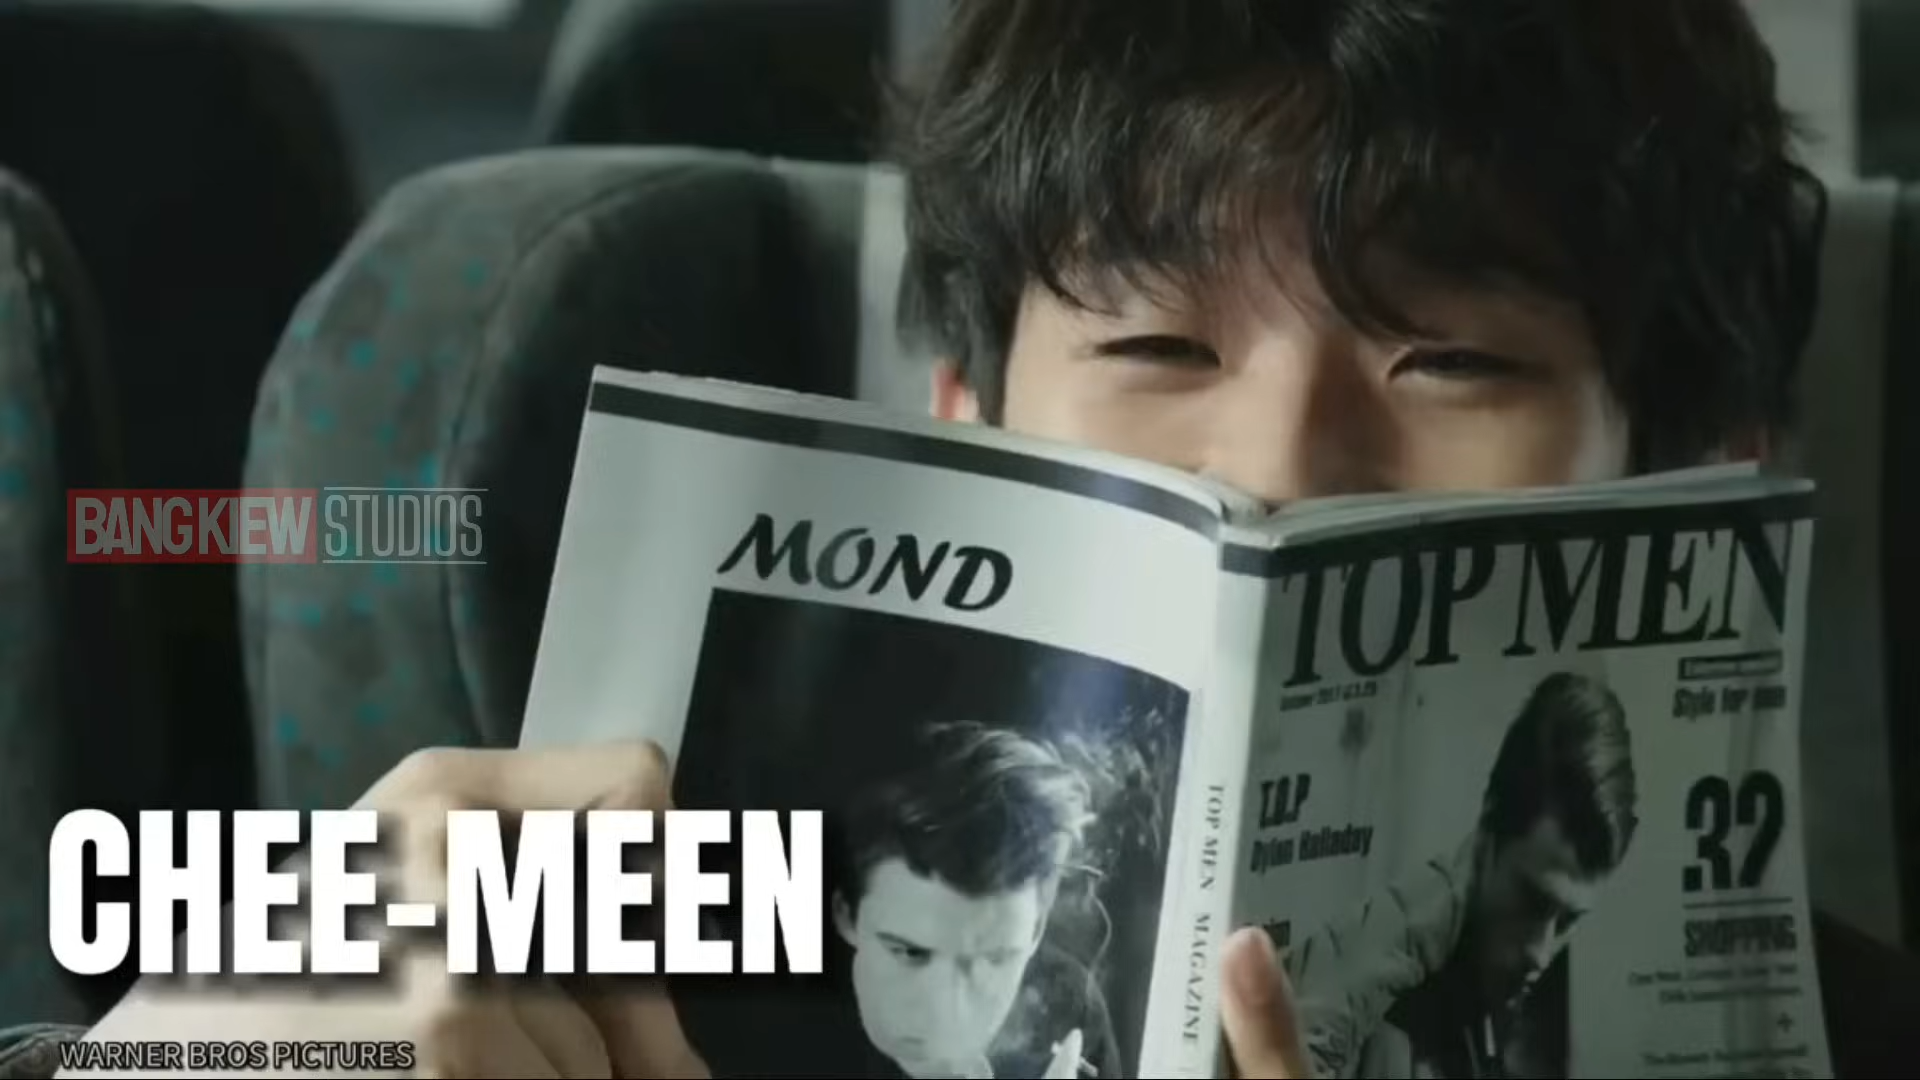 BANGKIEW STUDIOS
MOND
TOP MEN
Style for men
T.O.P
Dylan Halladay
32
SHOPPING
TOP MEN MAGAZINE
CHEE-MEEN
WARNER BROS PICTURES